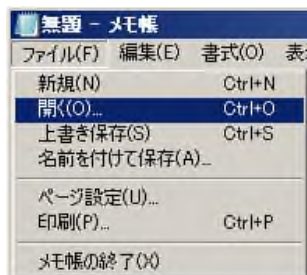 無題 - メモ帳
ファイル(F) 編集(E) 書式(O) 表
新規(N) Ctrl+N
開く(O)... Ctrl+O
上書き保存(S) Ctrl+S
名前を付けて保存(A)...
ページ設定(U)...
印刷(P)... Ctrl+P
メモ帳の終了(X)